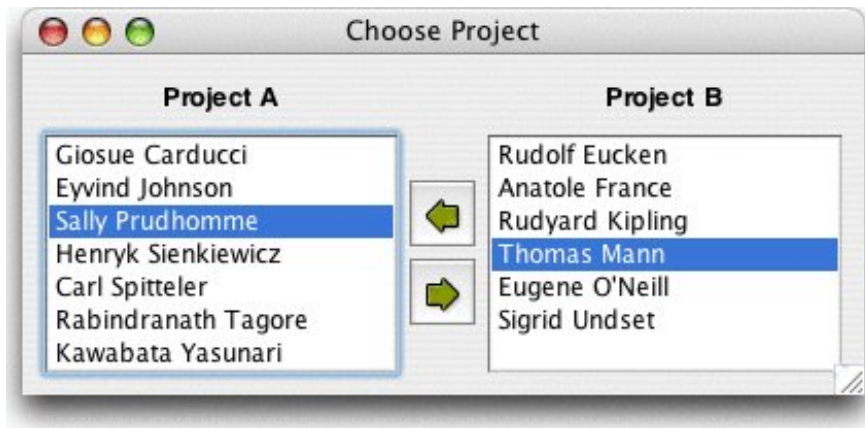 Choose Project
Project A
Giosue Carducci
Eyvind Johnson
Sally Prudhomme
Henryk Sienkiewicz
Carl Spitteler
Rabindranath Tagore
Kawabata Yasunari
Project B
Rudolf Eucken
Anatole France
Rudyard Kipling
Thomas Mann
Eugene O'Neill
Sigrid Undset